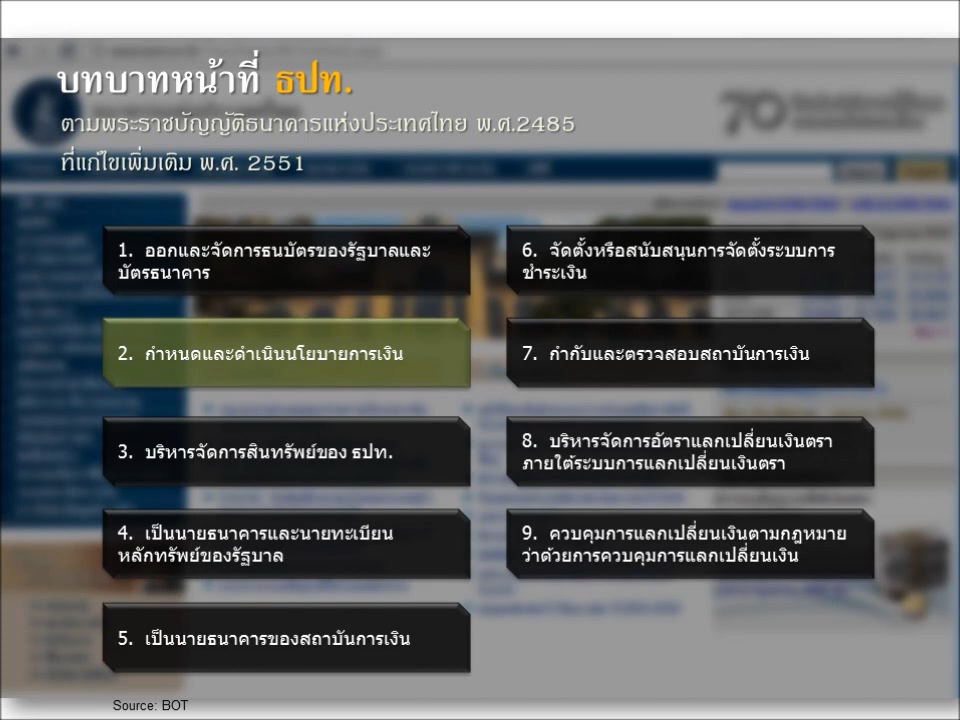 บทบาทหน้าที่ ธปท.
ตามพระราชบัญญัติธนาคารแห่งประเทศไทย พ.ศ.2485
ที่แก้ไขเพิ่มเติม พ.ศ. 2551
70
1. ออกและจัดการธนบัตรของรัฐบาลและ
บัตรธนาคาร
2. กำหนดและดำเนินนโยบายการเงิน
3. บริหารจัดการสินทรัพย์ของ ธปท.
4. เป็นนายธนาคารและนายทะเบียน
หลักทรัพย์ของรัฐบาล
5. เป็นนายธนาคารของสถาบันการเงิน
6. จัดตั้งหรือสนับสนุนการจัดตั้งระบบการ
ชำระเงิน
7. กำกับและตรวจสอบสถาบันการเงิน
8. บริหารจัดการอัตราแลกเปลี่ยนเงินตรา
ภายใต้ระบบการแลกเปลี่ยนเงินตรา
9. ควบคุมการแลกเปลี่ยนเงินตามกฎหมาย
ว่าด้วยการควบคุมการแลกเปลี่ยนเงิน
Source: BOT